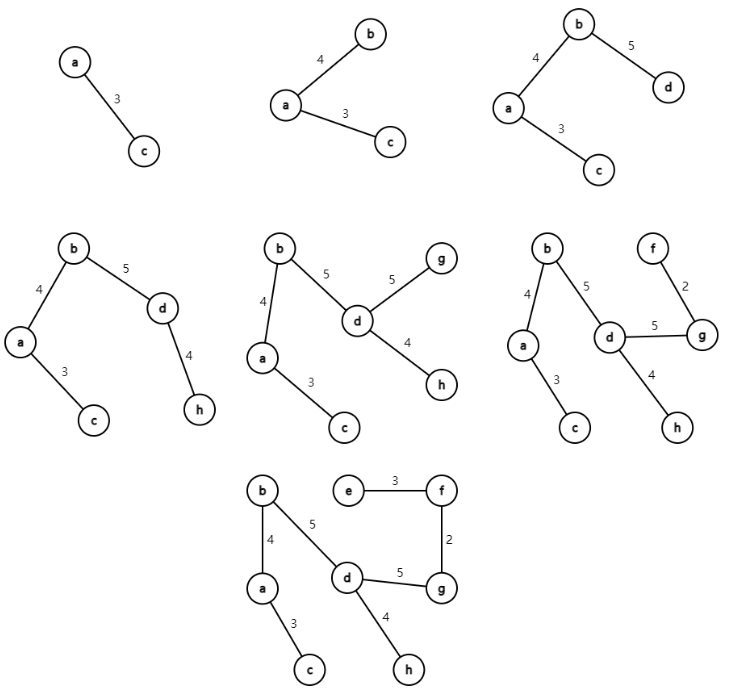 a 3 c
b 4 a 3 c
b 5 4 d a 3 c
b 5 4 d a 4 3 c h
b g 5 5 4 d a 4 3 h c
b f 5 2 4 5 g d a 4 3 c h
b e 3 f 5 4 2 d 5 g a 4 3 c h